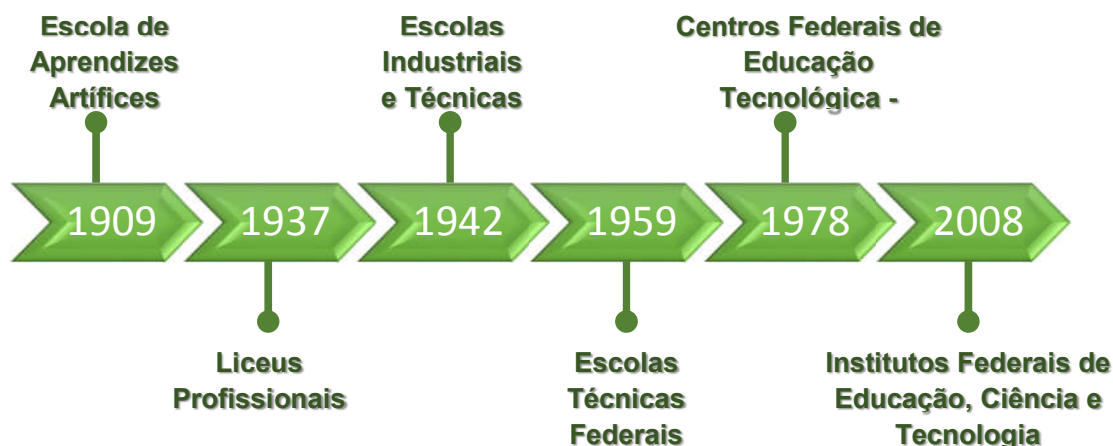 Escola de
Aprendizes
Artífices
Escolas
Industriais
e Técnicas
Centros Federais de
Educação
Tecnológica -
1909
1937
1942
1959
1978
2008
Liceus
Profissionais
Escolas
Técnicas
Federais
Institutos Federais de
Educação, Ciência e
Tecnologia